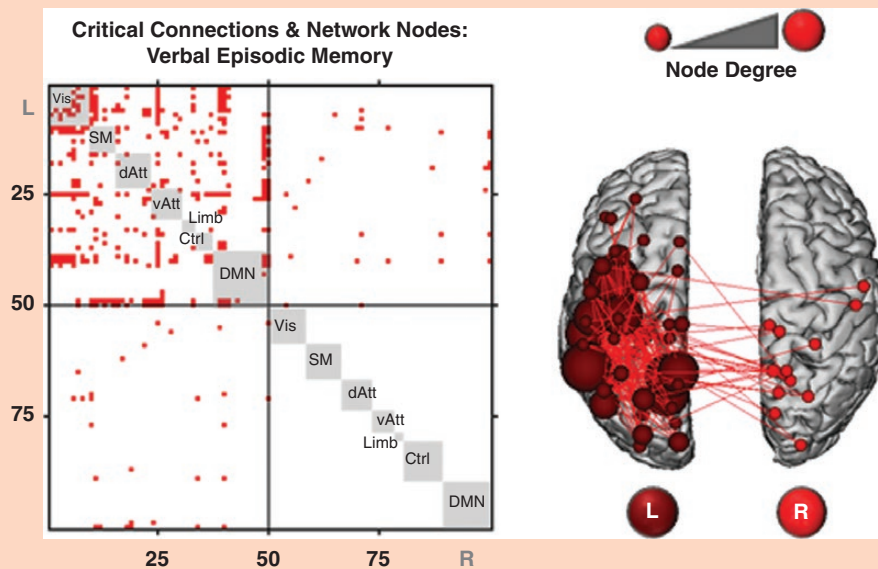 Critical Connections & Network Nodes:
Verbal Episodic Memory
Node Degree
L
Vis
SM
dAtt
25
vAtt
Limb
Ctrl
DMN
50
Vis
SM
dAtt
75
vAtt
Limb
Ctrl
DMN
25 50 75 R
L R